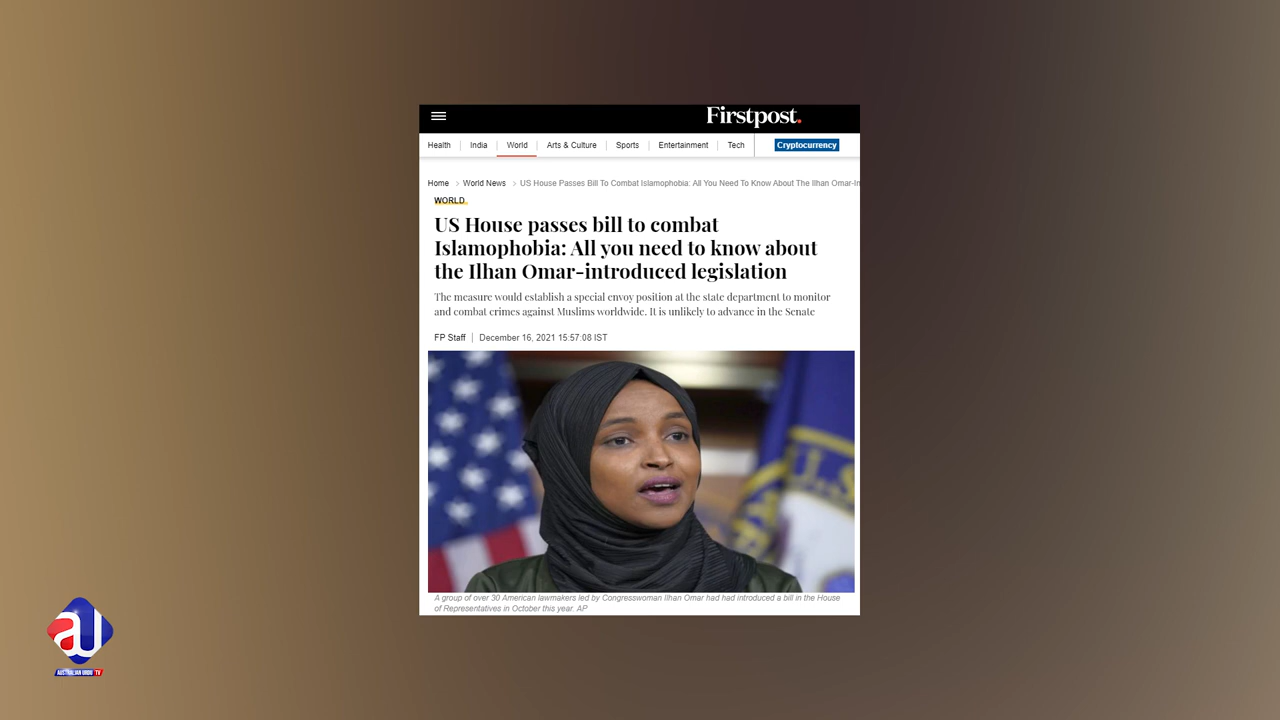 Firstpost.
Health India World Arts & Culture Sports Entertainment Tech Cryptocurrency
Home > World News > US House Passes Bill To Combat Islamophobia: All You Need To Know About The Ilhan Omar-In
WORLD
US House passes bill to combat
Islamophobia: All you need to know about
the Ilhan Omar-introduced legislation
The measure would establish a special envoy position at the state department to monitor
and combat crimes against Muslims worldwide. It is unlikely to advance in the Senate
FP Staff | December 16, 2021 15:57:08 IST
U.S
A group of over 30 American lawmakers led by Congresswoman Ilhan Omar had had introduced a bill in the House
of Representatives in October this year. AP
au
AUSTRALIAN URDU TV